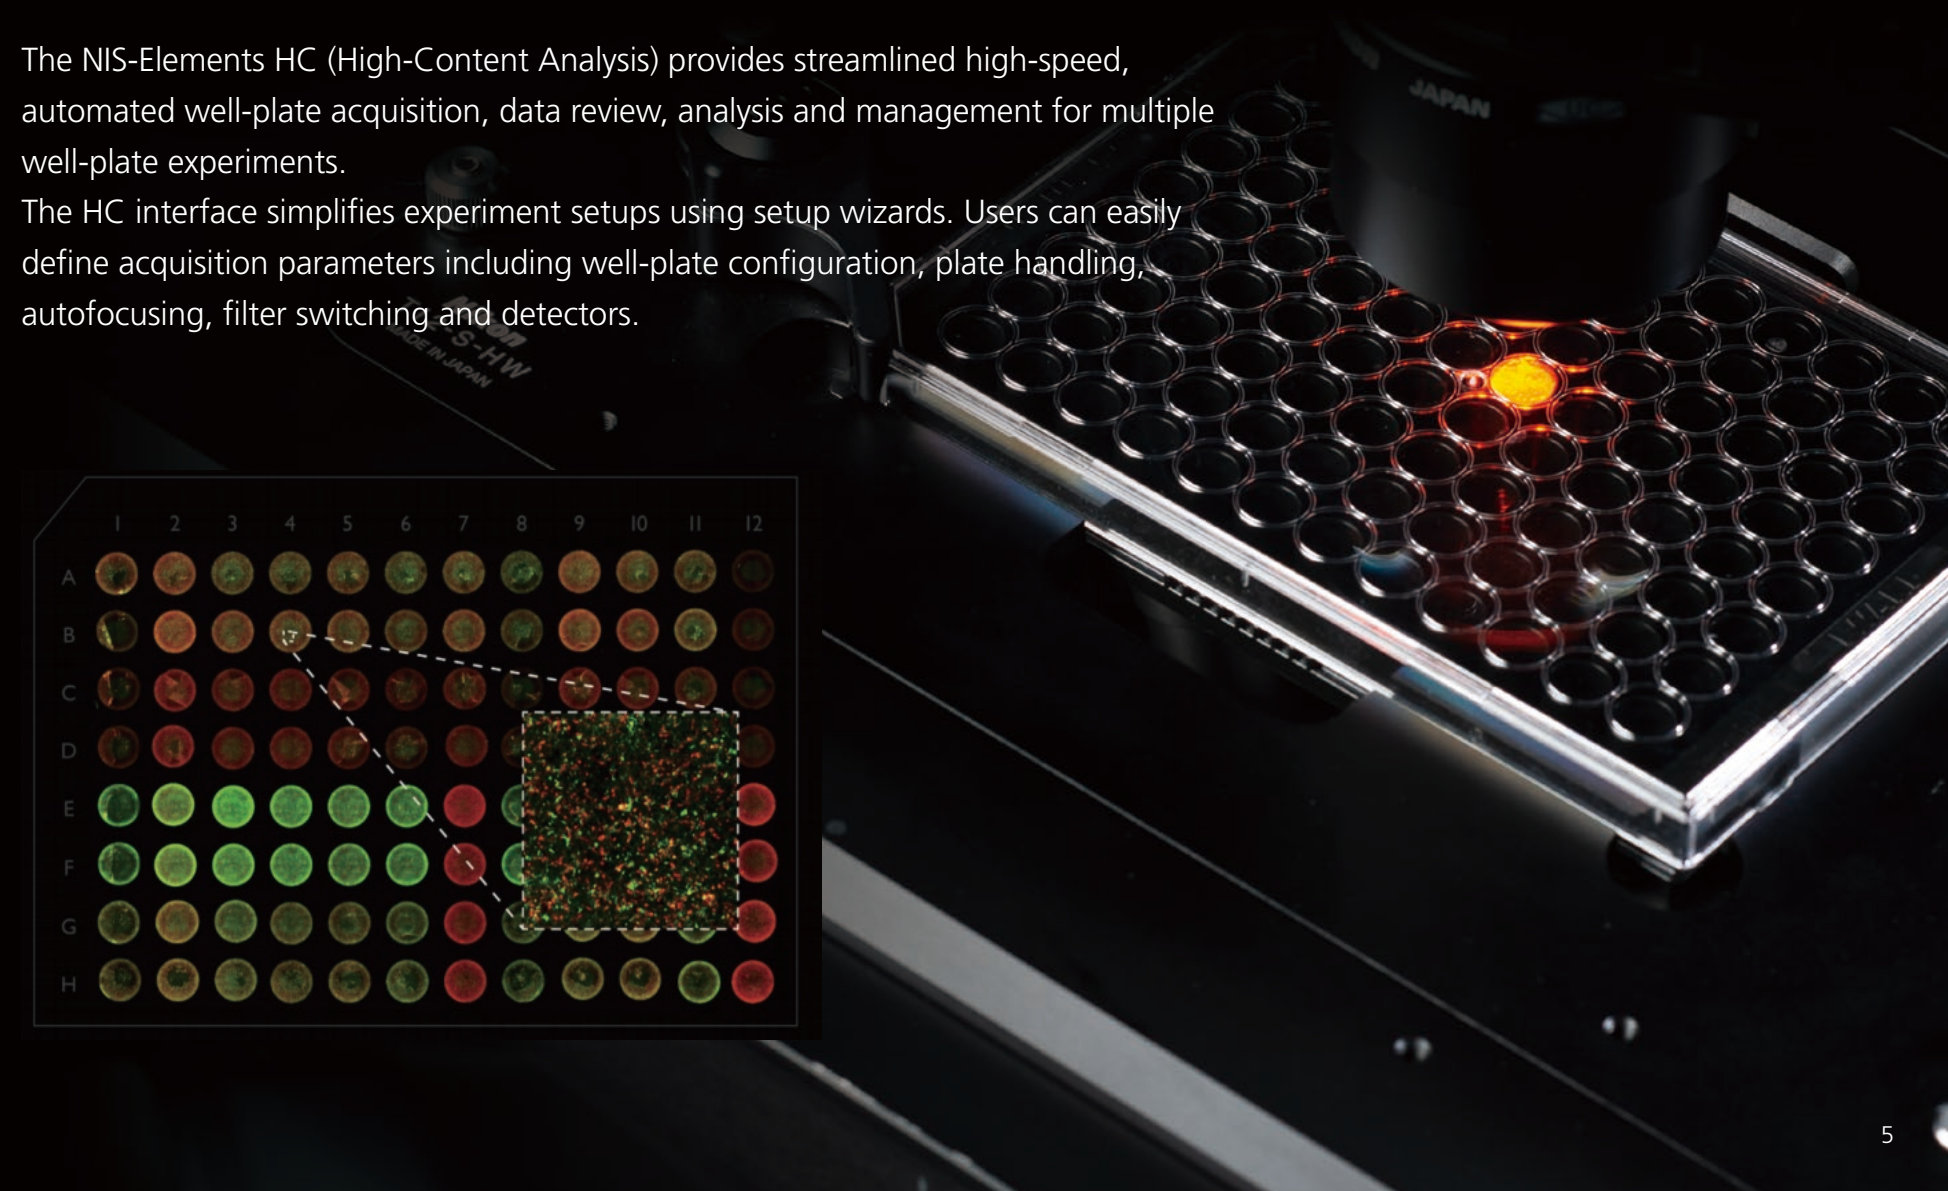 The NIS-Elements HC (High-Content Analysis) provides streamlined high-speed,
automated well-plate acquisition, data review, analysis and management for multiple
well-plate experiments.
The HC interface simplifies experiment setups using setup wizards. Users can easily
define acquisition parameters including well-plate configuration, plate handling,
autofocusing, filter switching and detectors.
JAPAN
Nikon
MADE IN JAPAN
1 2 3 4 5 6 7 8 9 10 11 12
A
B
C
D
E
F
G
H
5